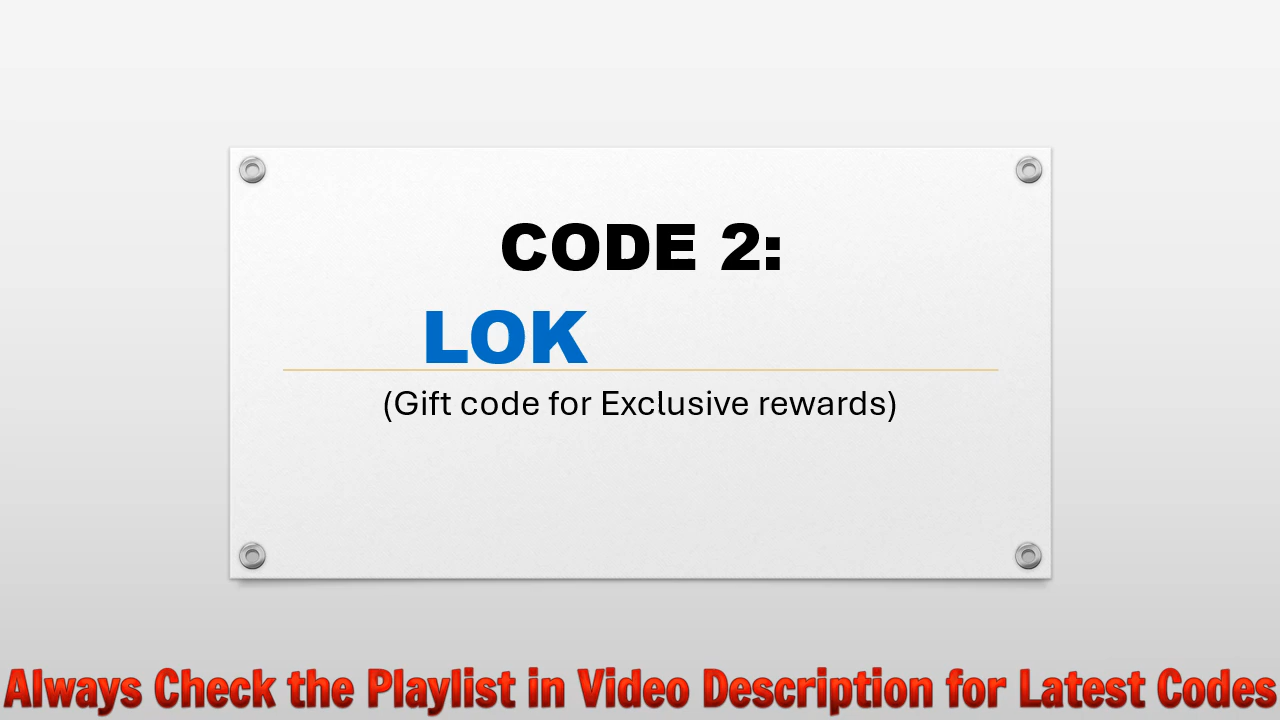 CODE 2:
LOK
(Gift code for Exclusive rewards)
Always Check the Playlist in Video Description for Latest Codes